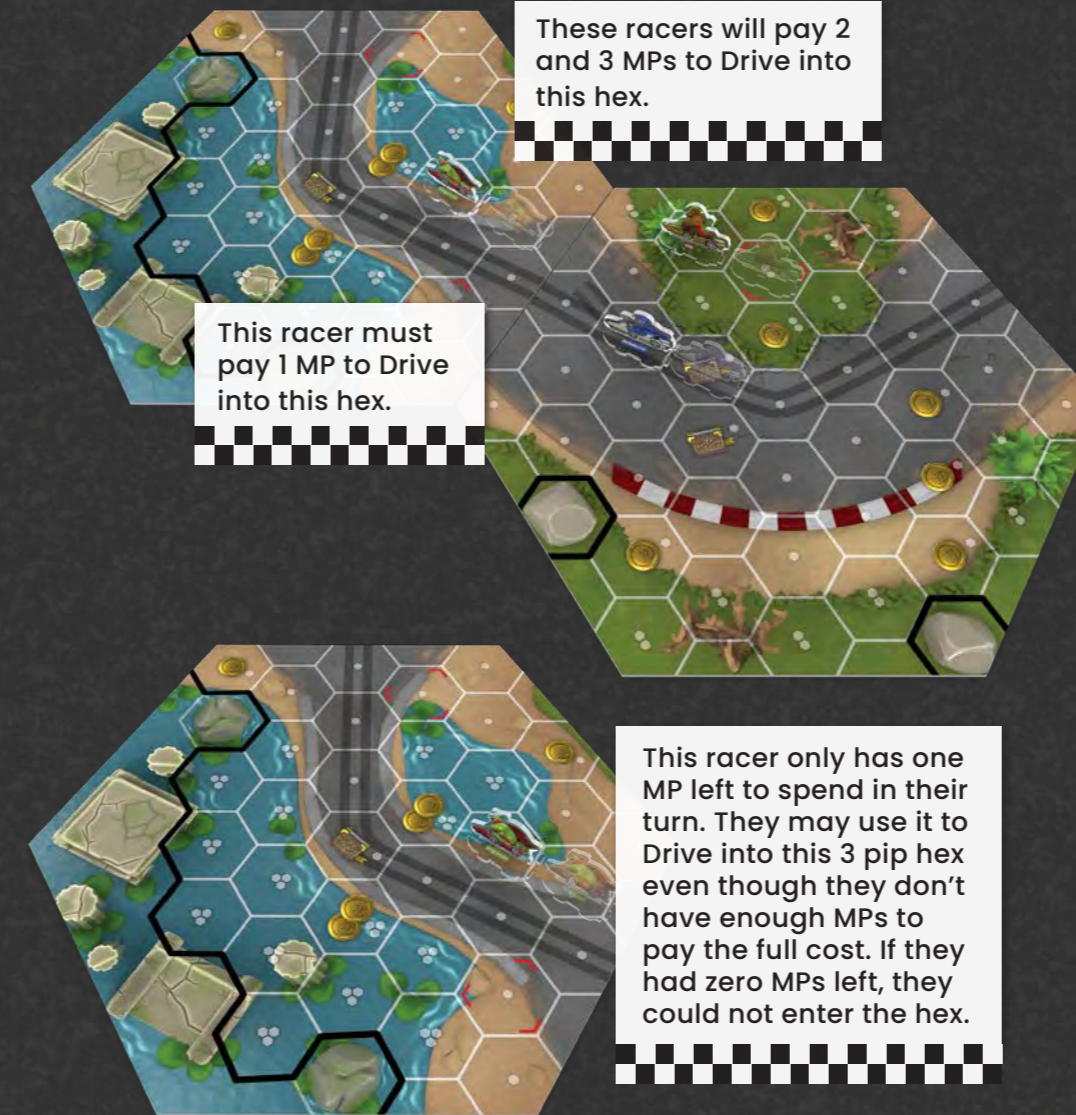 These racers will pay 2
and 3 MPs to Drive into
this hex.
This racer must
pay 1 MP to Drive
into this hex.
This racer only has one
MP left to spend in their
turn. They may use it to
Drive into this 3 pip hex
even though they don’t
have enough MPs to
pay the full cost. If they
had zero MPs left, they
could not enter the hex.